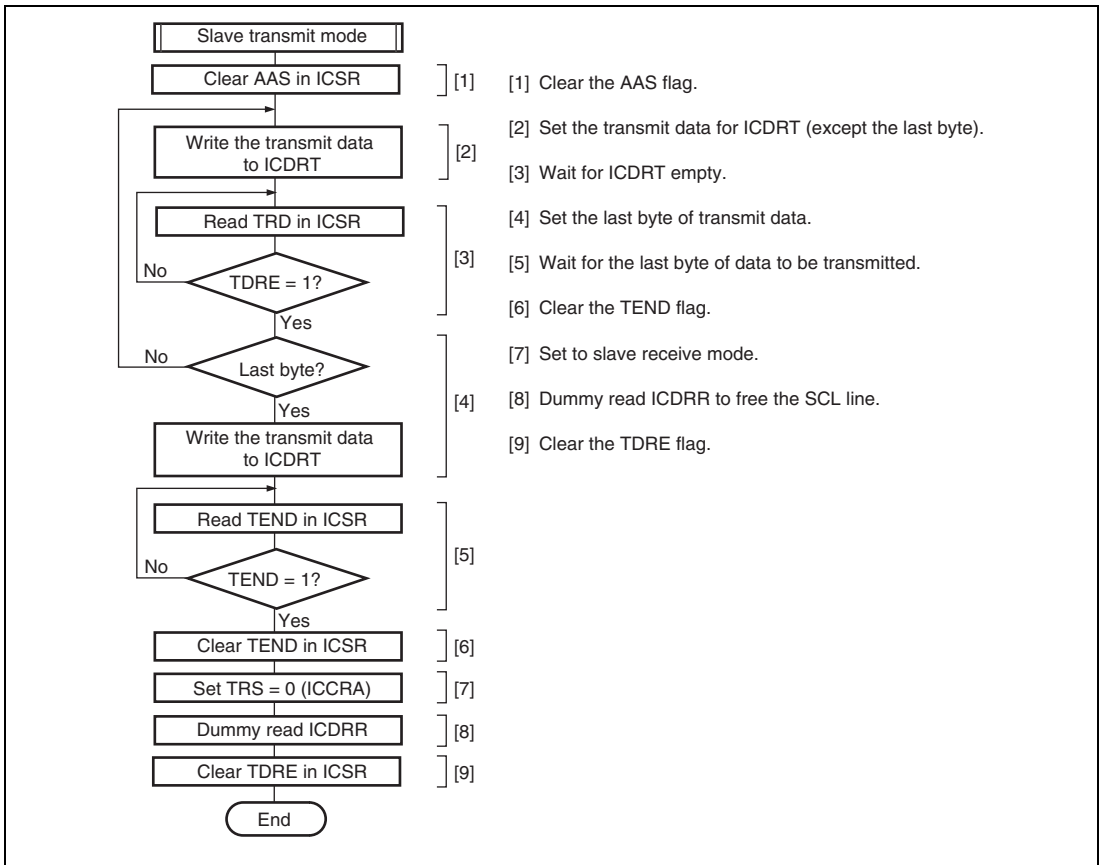 Slave transmit mode
Clear AAS in ICSR
[1]
[1] Clear the AAS flag.
Write the transmit data
to ICDRT
[2]
[2] Set the transmit data for ICDRT (except the last byte).
[3] Wait for ICDRT empty.
Read TRD in ICSR
[3]
No
TDRE = 1?
Yes
[4] Set the last byte of transmit data.
[5] Wait for the last byte of data to be transmitted.
[6] Clear the TEND flag.
No
Last byte?
Yes
[4]
Write the transmit data
to ICDRT
[7] Set to slave receive mode.
[8] Dummy read ICDRR to free the SCL line.
[9] Clear the TDRE flag.
Read TEND in ICSR
[5]
No
TEND = 1?
Yes
Clear TEND in ICSR
[6]
Set TRS = 0 (ICCRA)
[7]
Dummy read ICDRR
[8]
Clear TDRE in ICSR
[9]
End